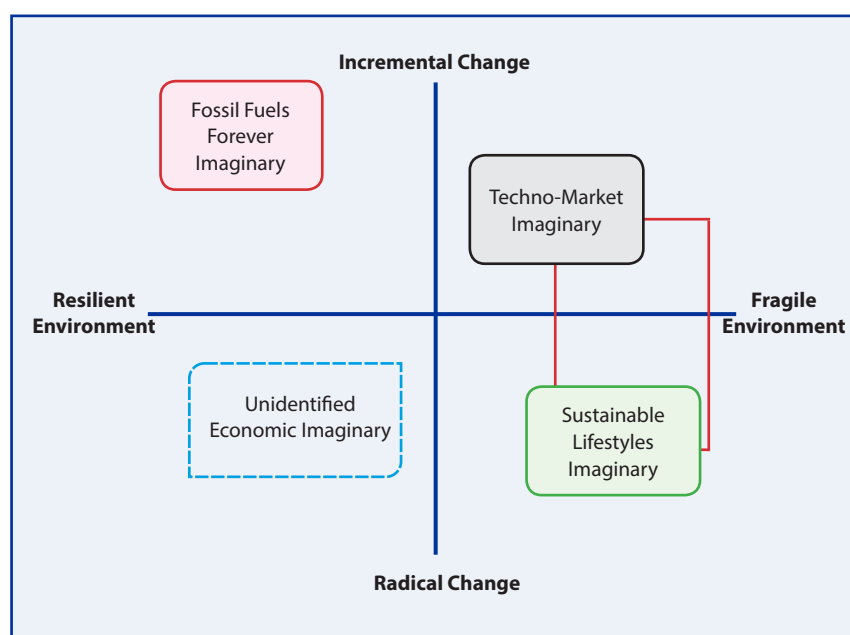 Incremental Change
Fossil Fuels
Forever
Imaginary
Techno-Market
Imaginary
Resilient
Environment
Fragile
Environment
Unidentified
Economic Imaginary
Sustainable
Lifestyles
Imaginary
Radical Change